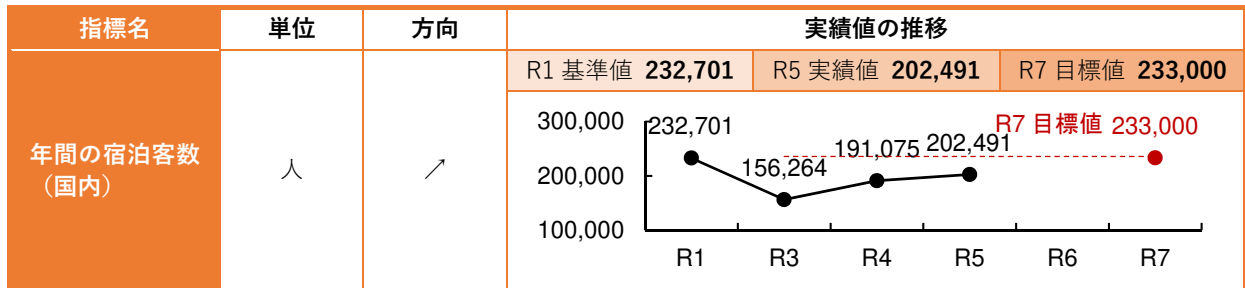 指標名 単位 方向 実績値の推移
R1 基準値 232,701 R5 実績値 202,491 R7 目標値 233,000
年間の宿泊客数
（国内）
人
↗
300,000
200,000
100,000
232,701
156,264
191,075
202,491
R7 目標値 233,000
R1 R3 R4 R5 R6 R7